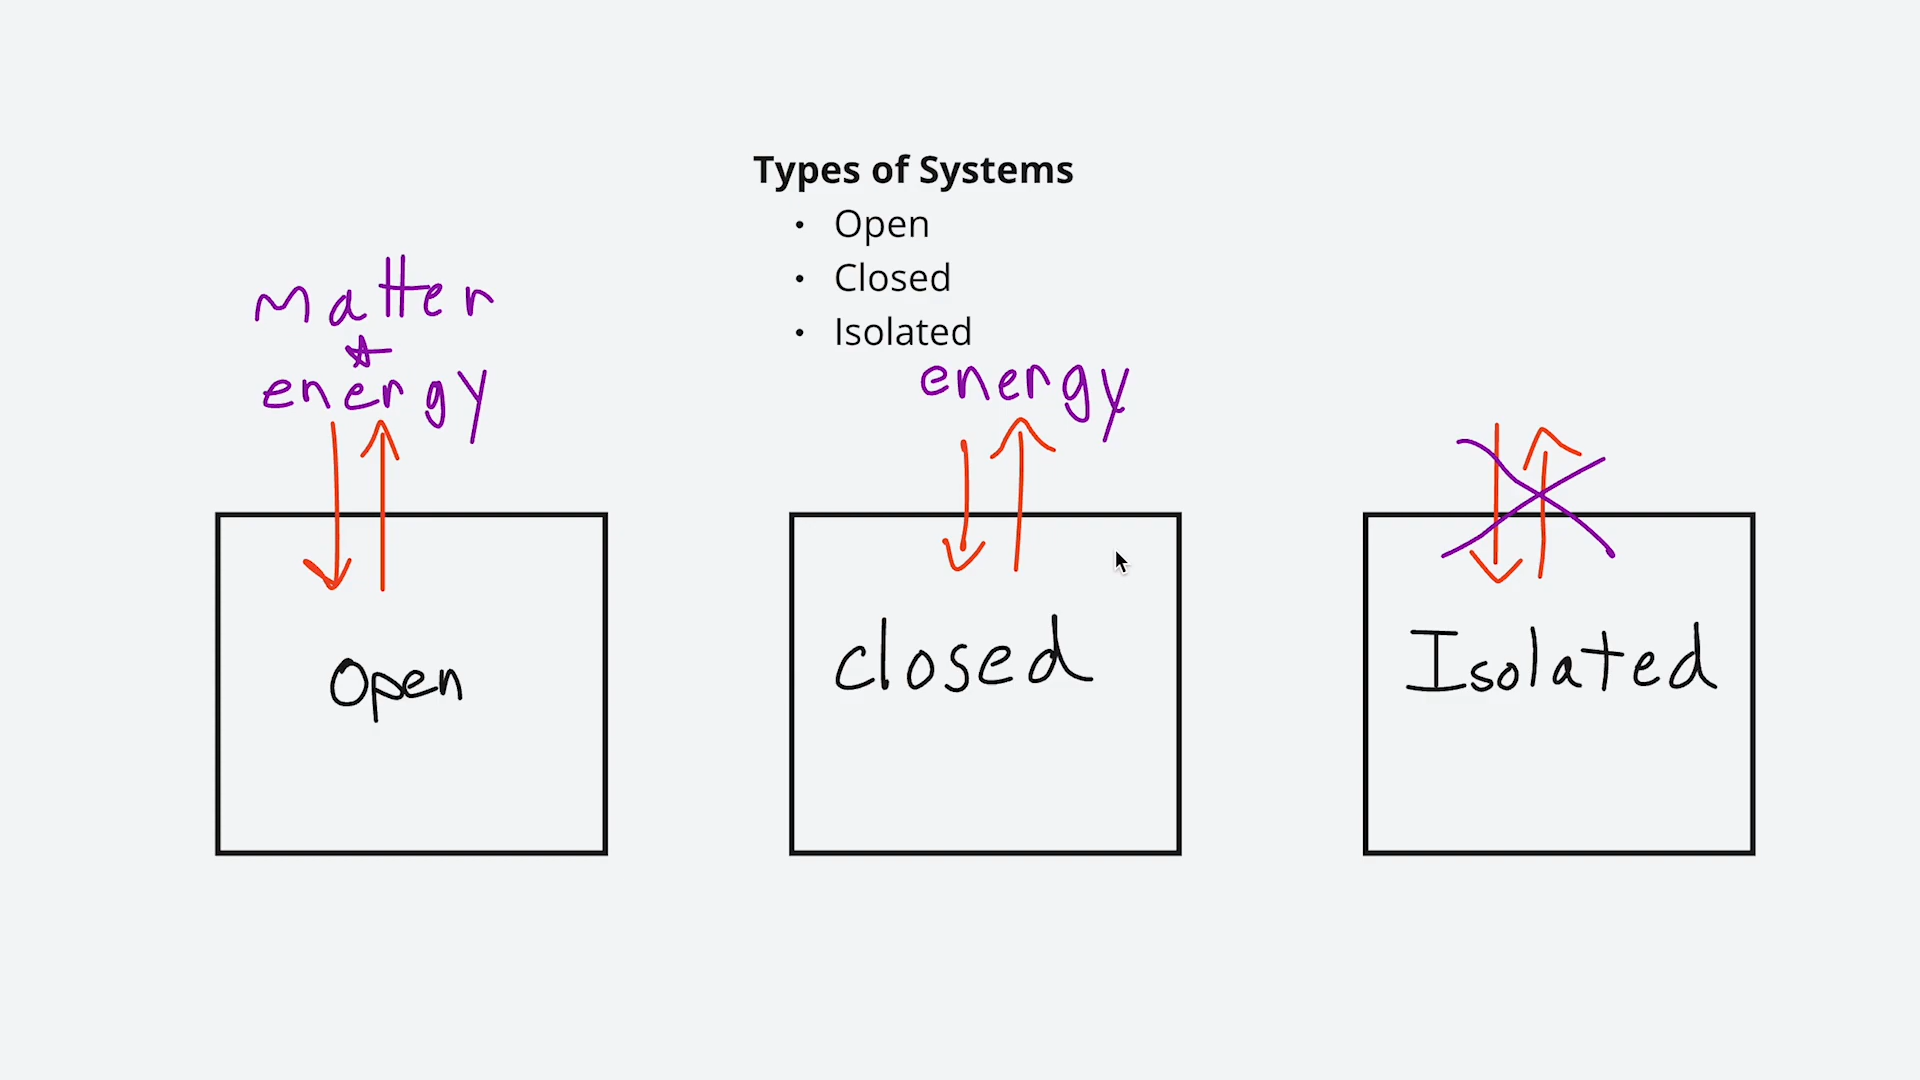 Types of Systems
• Open
• Closed
• Isolated
matter
&
energy
energy
Open
closed
Isolated